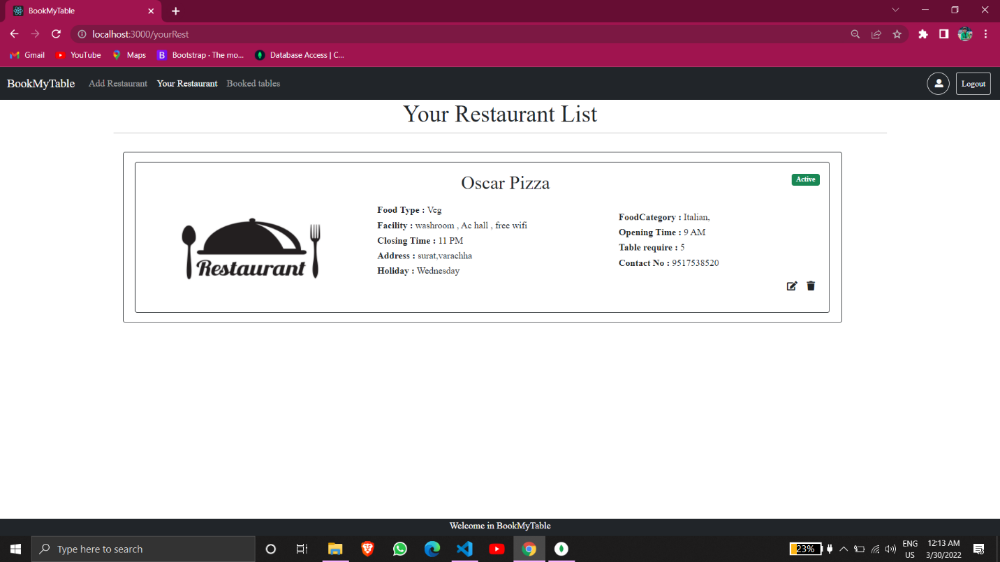 BookMyTable
localhost:3000/yourRest
Gmail YouTube Maps B Bootstrap · The mo... Database Access | C...
BookMyTable Add Restaurant Your Restaurant Booked tables Logout
Your Restaurant List
Oscar Pizza
Active
Restaurant
Food Type : Veg
Facility : washroom , Ac hall , free wifi
Closing Time : 11 PM
Address : surat,varachha
Holiday : Wednesday
FoodCategory : Italian,
Opening Time : 9 AM
Table require : 5
Contact No : 9517538520
Welcome in BookMyTable
Type here to search
23%
ENG
US
12:13 AM
3/30/2022